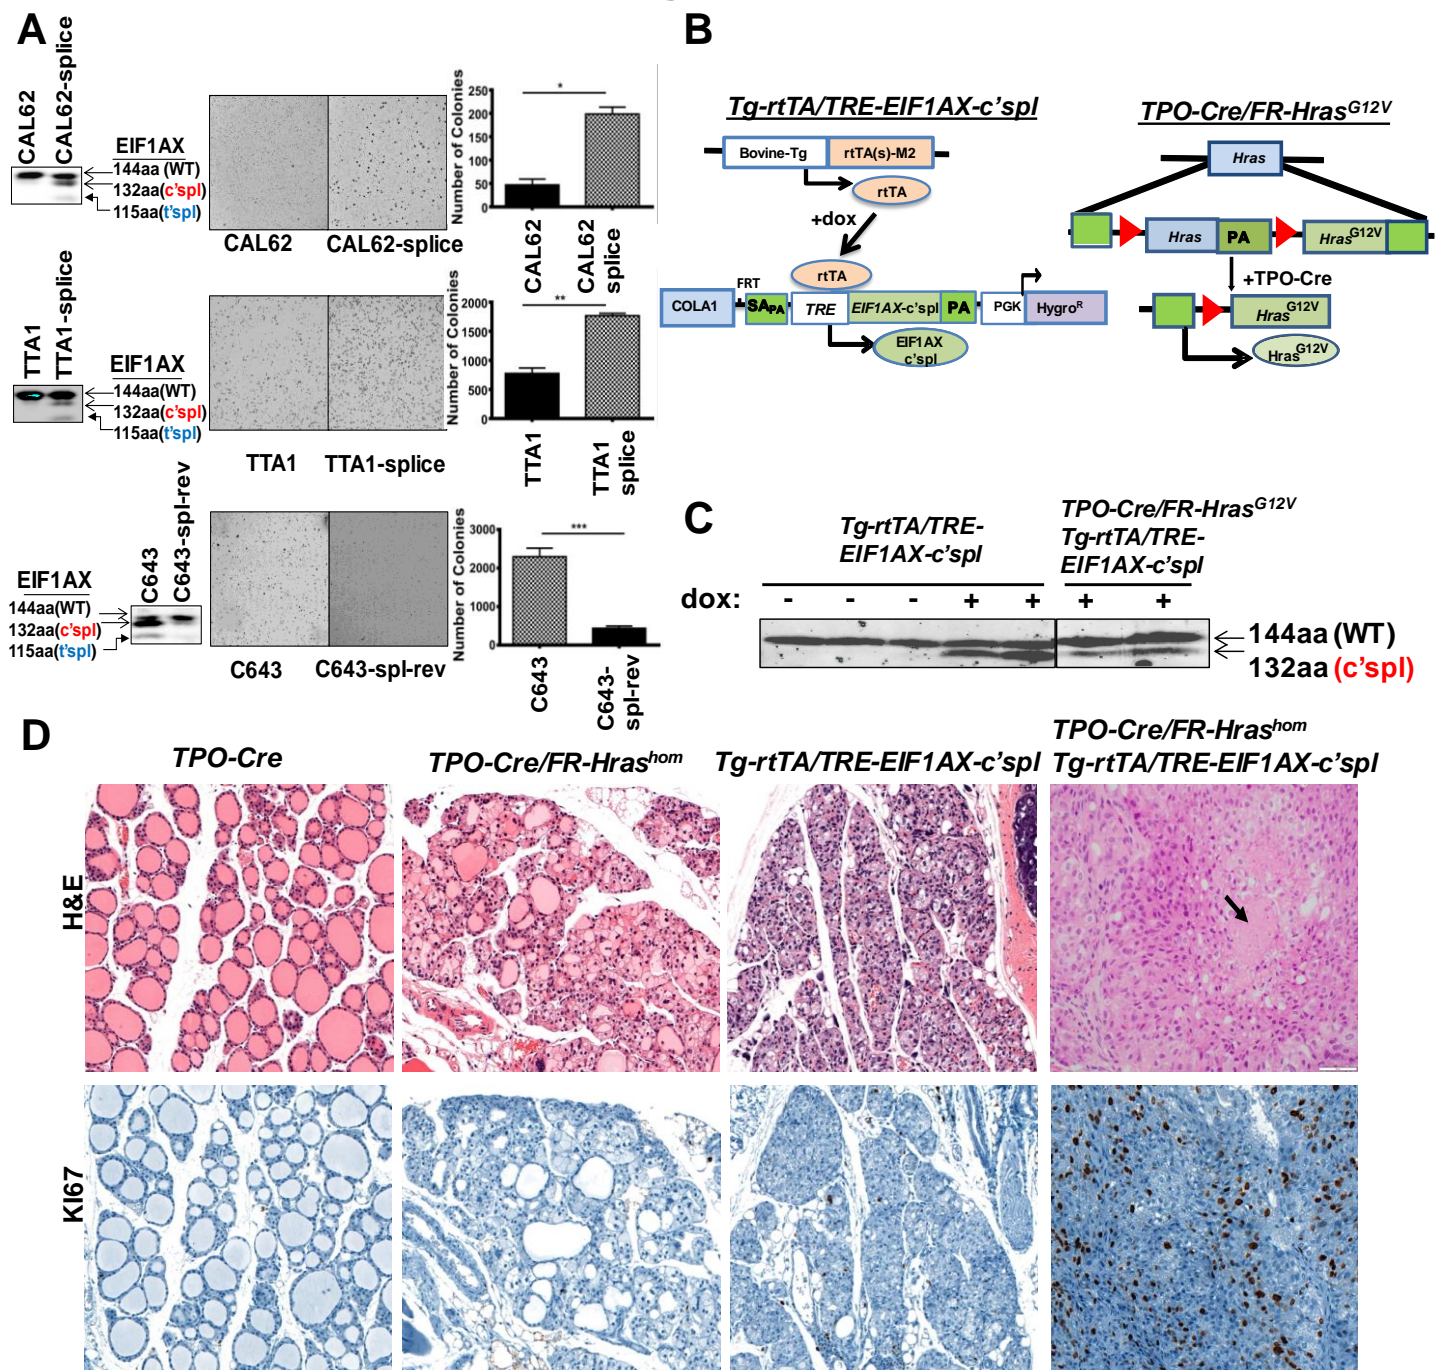 A
CAL62
CAL62-splice
EIF1AX
144aa (WT)
132aa(c'spl)
115aa(t'spl)
CAL62
CAL62-splice
Number of Colonies
250
200
150
100
50
0
*
CAL62
CAL62
splice
TTA1
TTA1-splice
EIF1AX
144aa(WT)
132aa(c'spl)
115aa(t'spl)
TTA1
TTA1-splice
Number of Colonies
2000
1500
1000
500
0
**
TTA1
TTA1
splice
C643
C643-spl-rev
EIF1AX
144aa(WT)
132aa(c'spl)
115aa(t'spl)
C643
C643-spl-rev
Number of Colonies
3000
2000
1000
0
***
C643
C643-
spl-rev
B
Tg-rtTA/TRE-EIF1AX-c'spl
Bovine-Tg
rtTA(s)-M2
rtTA
+dox
rtTA
FRT
COLA1
SAPA
TRE
EIF1AX-c'spl
PA
PGK
HygroR
EIF1AX
c'spl
TPO-Cre/FR-HrasG12V
Hras
Hras
PA
HrasG12V
+TPO-Cre
HrasG12V
HrasG12V
C
Tg-rtTA/TRE-
EIF1AX-c'spl
TPO-Cre/FR-HrasG12V
Tg-rtTA/TRE-
EIF1AX-c'spl
dox: - - - + + + +
144aa (WT)
132aa (c'spl)
D
TPO-Cre
TPO-Cre/FR-Hrashom
Tg-rtTA/TRE-EIF1AX-c'spl
TPO-Cre/FR-Hrashom
Tg-rtTA/TRE-EIF1AX-c'spl
H&E
KI67